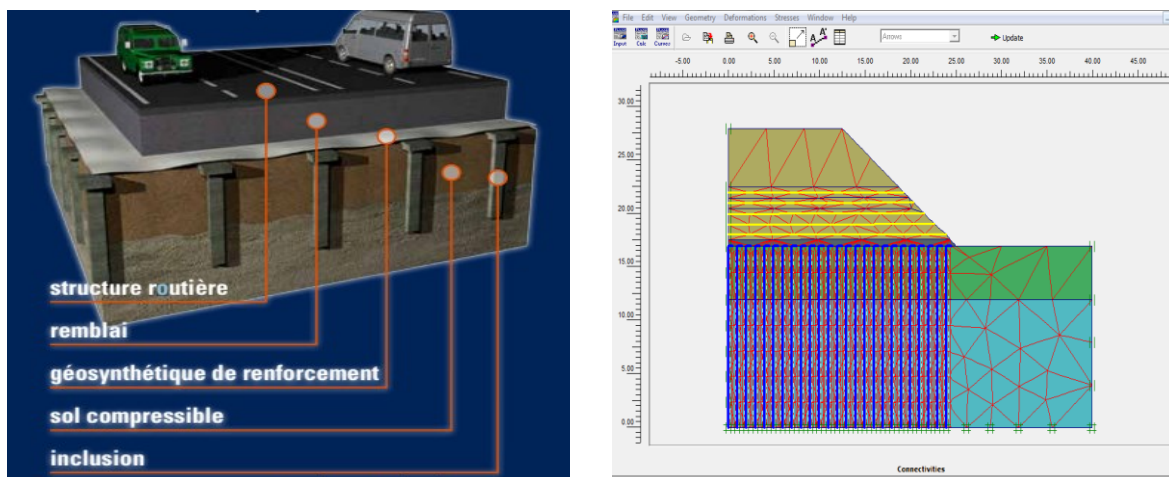 structure routière
remblai
géosynthétique de renforcement
sol compressible
inclusion
File Edit View Geometry Deformations Stresses Window Help
Input Calc Curves Arrows Update
-5.00 0.00 5.00 10.00 15.00 20.00 25.00 30.00 35.00 40.00 45.00
30.00
25.00
20.00
15.00
10.00
5.00
0.00
Connectivities